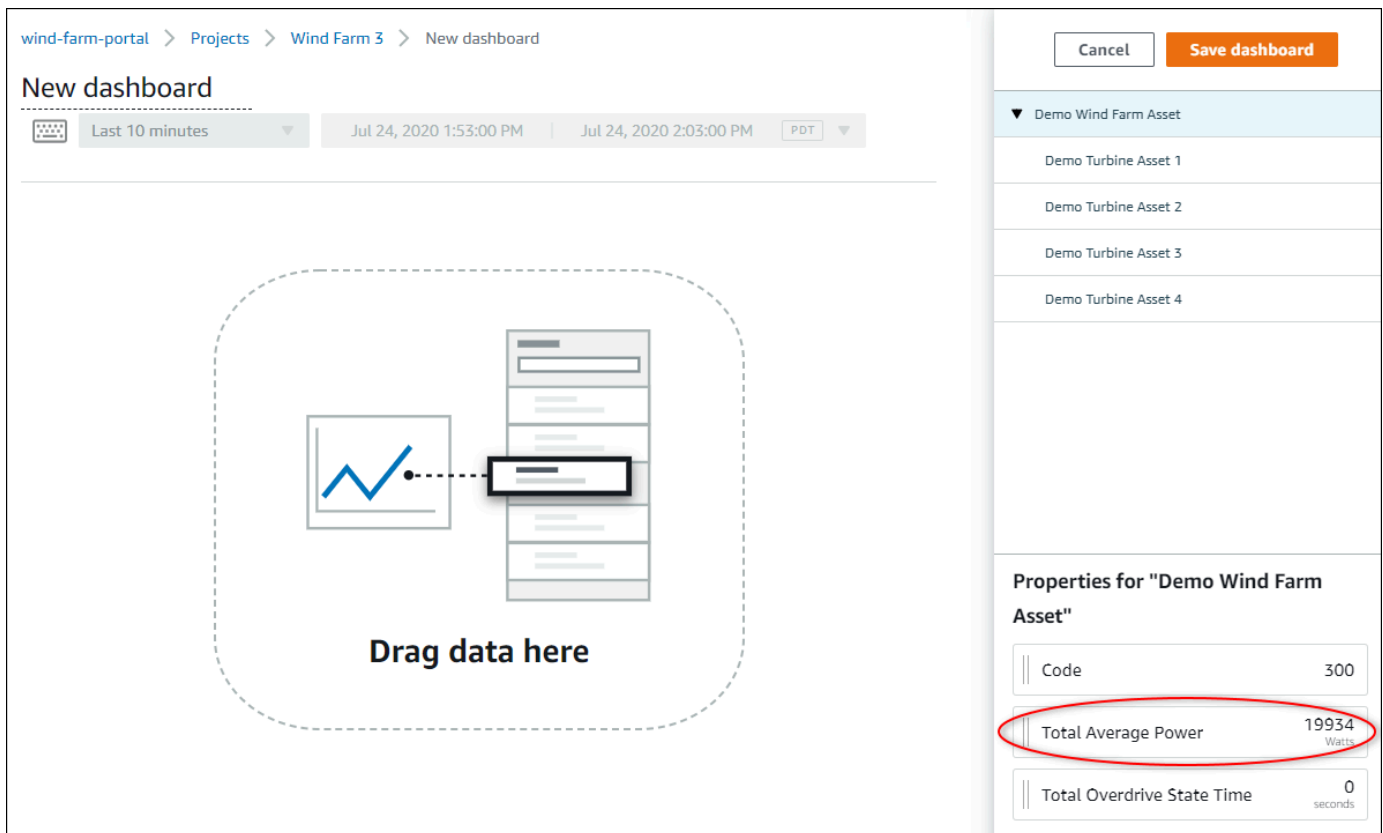 wind-farm-portal > Projects > Wind Farm 3 > New dashboard
New dashboard
Last 10 minutes
Jul 24, 2020 1:53:00 PM
Jul 24, 2020 2:03:00 PM
PDT
Drag data here
Cancel
Save dashboard
Demo Wind Farm Asset
Demo Turbine Asset 1
Demo Turbine Asset 2
Demo Turbine Asset 3
Demo Turbine Asset 4
Properties for "Demo Wind Farm
Asset"
Code 300
Total Average Power 19934
Watts
Total Overdrive State Time 0
seconds